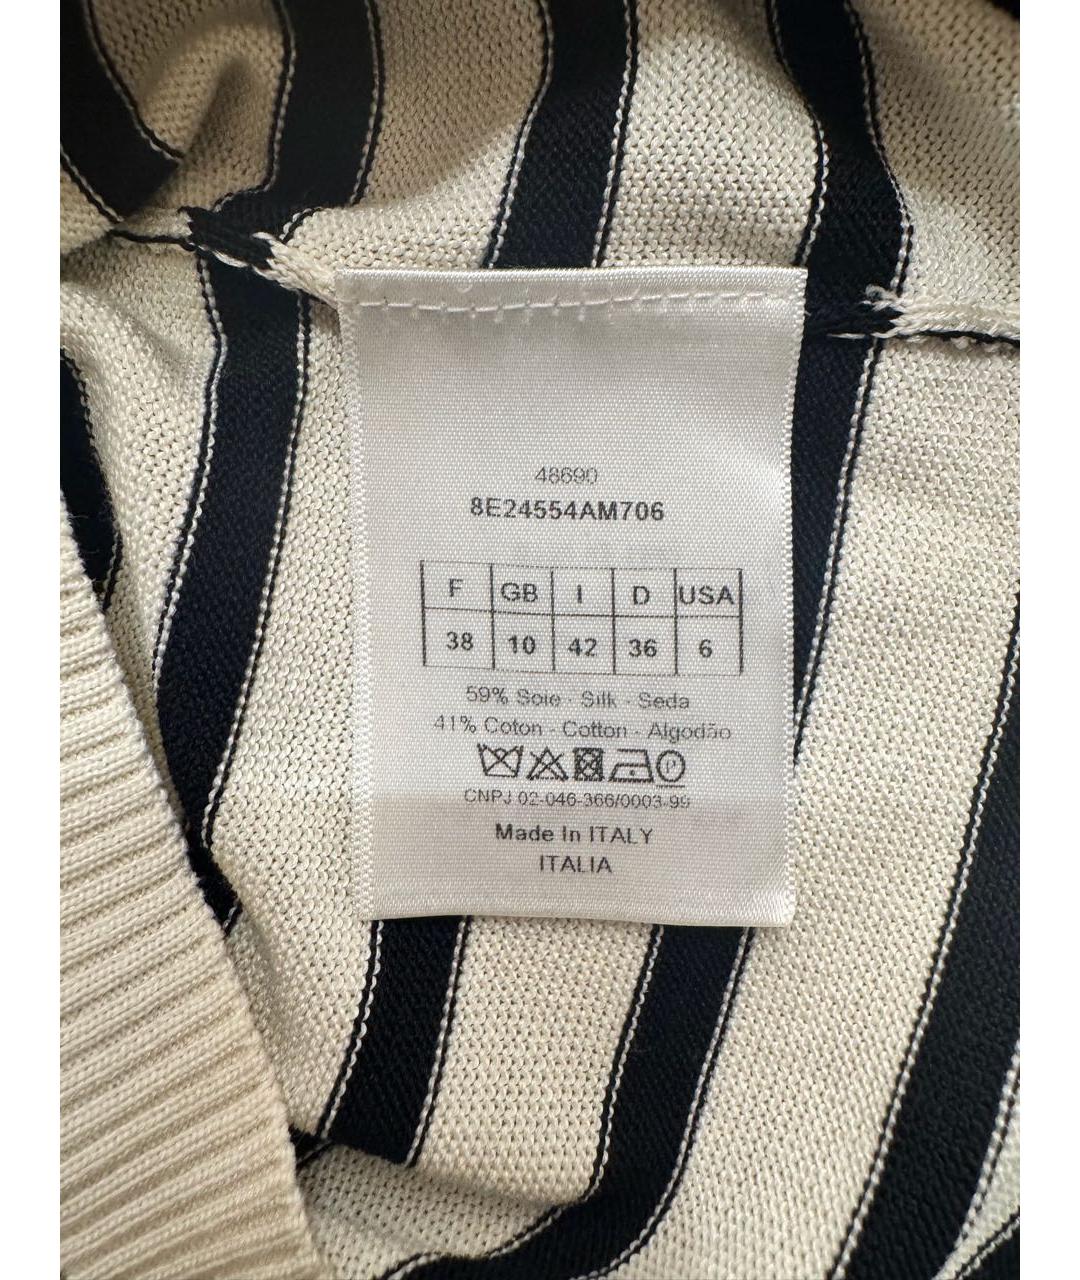 48690
8E24554AM706
F GB I D USA
38 10 42 36 6
59% Soie - Silk - Seda
41% Coton - Cotton - Algodão
P
CNPJ 02-046-366/0003-99
Made In ITALY
ITALIA